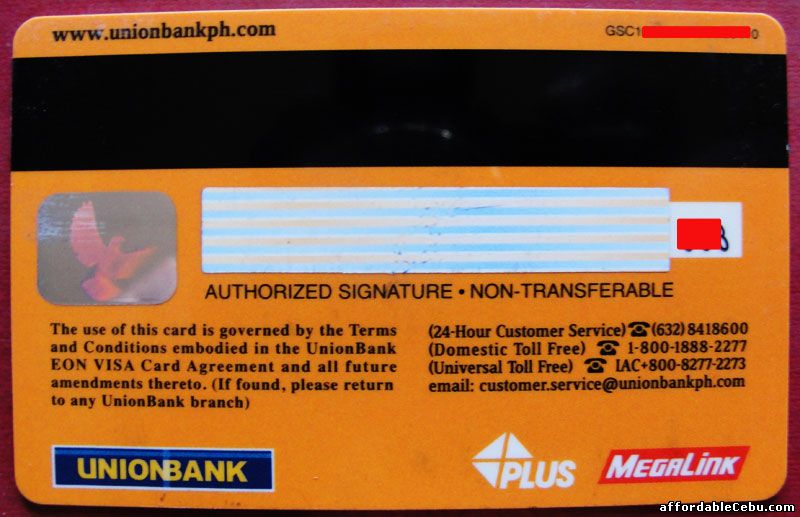 www.unionbankph.com
GSC1 0
AUTHORIZED SIGNATURE • NON-TRANSFERABLE
The use of this card is governed by the Terms
and Conditions embodied in the UnionBank
EON VISA Card Agreement and all future
amendments thereto. (If found, please return
to any UnionBank branch)
(24-Hour Customer Service) ☎ (632) 8418600
(Domestic Toll Free) ☎ 1-800-1888-2277
(Universal Toll Free) ☎ IAC+800-8277-2273
email: customer.service@unionbankph.com
UNIONBANK
PLUS
MEGALINK
affordableCebu.com